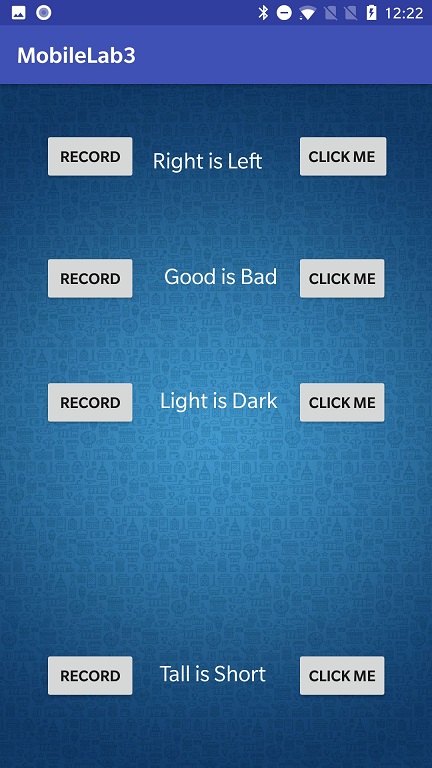 12:22
MobileLab3
RECORD Right is Left CLICK ME
RECORD Good is Bad CLICK ME
RECORD Light is Dark CLICK ME
RECORD Tall is Short CLICK ME